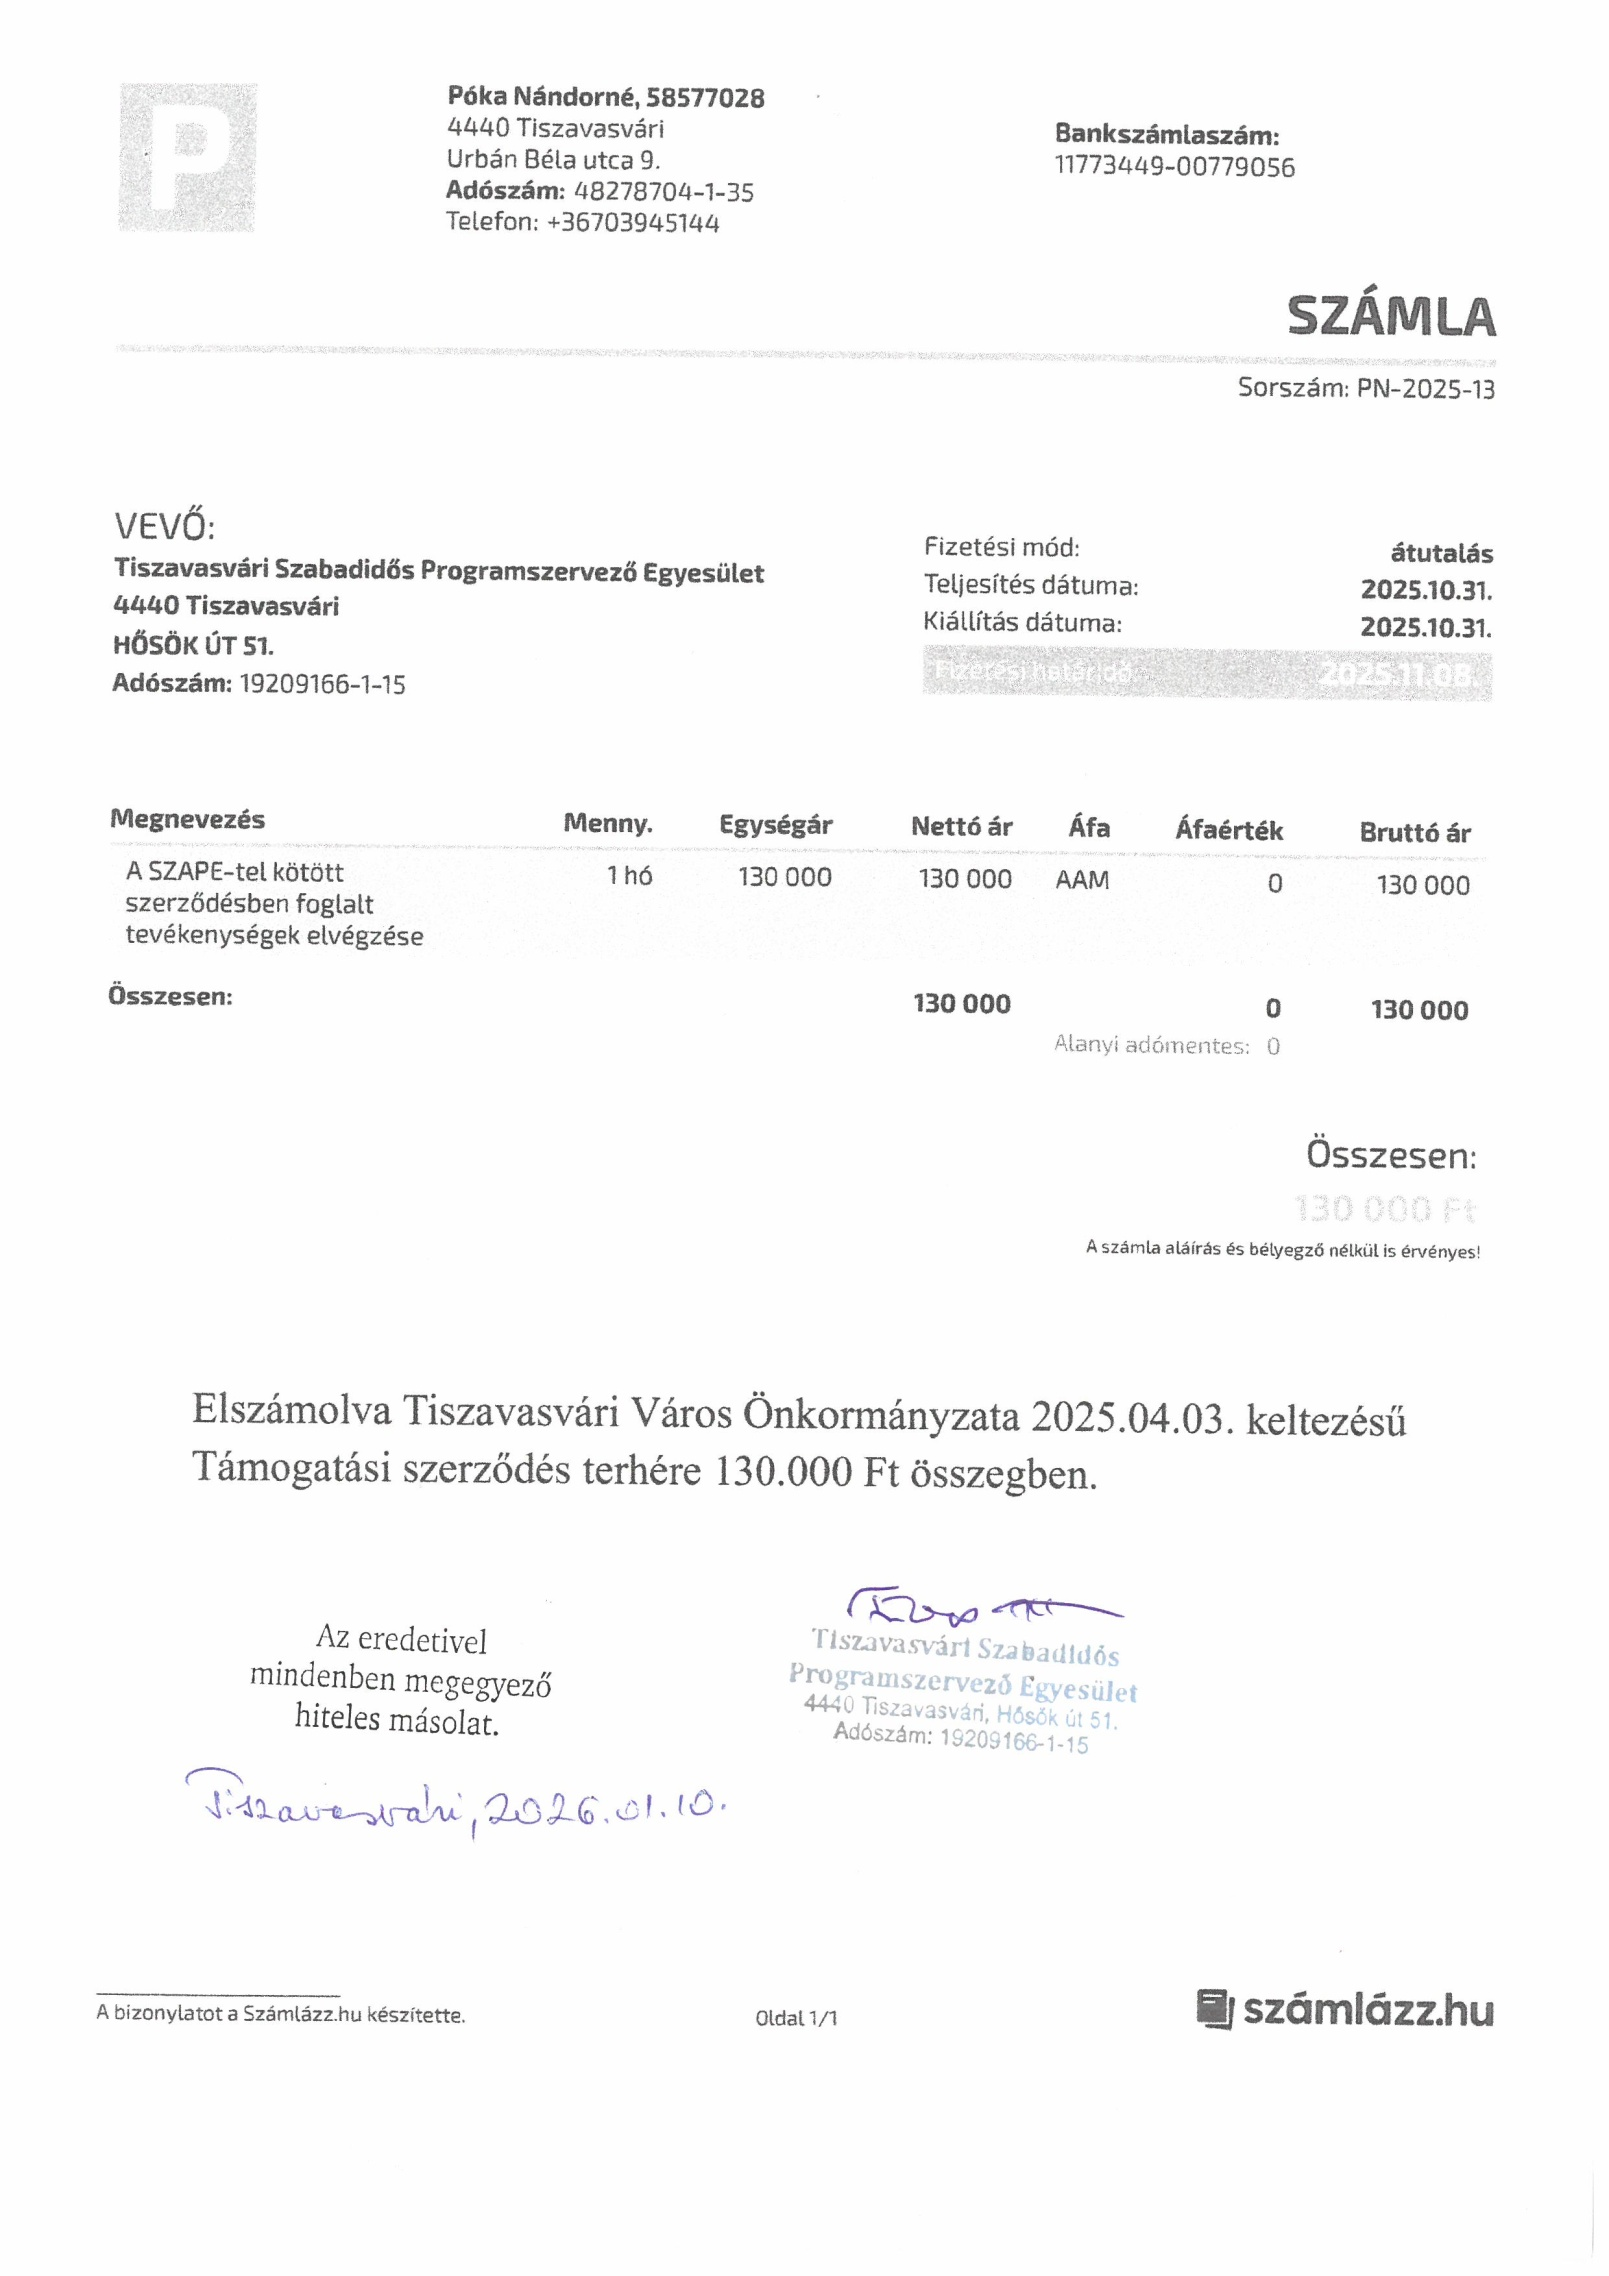 P
Póka Nándorné, 58577028
4440 Tiszavasvári
Urbán Béla utca 9.
Adószám: 48278704-1-35
Telefon: +36703945144
Bankszámlaszám:
11773449-00779056
SZÁMLA
Sorszám: PN-2025-13
VEVŐ:
Tiszavasvári Szabadidős Programszervező Egyesület
4440 Tiszavasvári
HŐSÖK ÚT 51.
Adószám: 19209166-1-15
Fizetési mód: átutalás
Teljesítés dátuma: 2025.10.31.
Kiállítás dátuma: 2025.10.31.
Fizetési határidő: 2025.11.08.
Megnevezés Menny. Egységár Nettó ár Áfa Áfaérték Bruttó ár
A SZAPE-tel kötött 1 hó 130 000 130 000 AAM 0 130 000
szerződésben foglalt
tevékenységek elvégzése
Összesen: 130 000 0 130 000
Alanyi adómentes: 0
Összesen:
130 000 Ft
A számla aláírás és bélyegző nélkül is érvényes!
Elszámolva Tiszavasvári Város Önkormányzata 2025.04.03. keltezésű
Támogatási szerződés terhére 130.000 Ft összegben.
Az eredetivel
mindenben megegyező
hiteles másolat.
Tiszavasvári Szabadidős
Programszervező Egyesület
4440 Tiszavasvári, Hősök út 51.
Adószám: 19209166-1-15
Tiszavasvári, 2026.01.10.
A bizonylatot a Számlázz.hu készítette.
Oldal 1/1
számlázz.hu